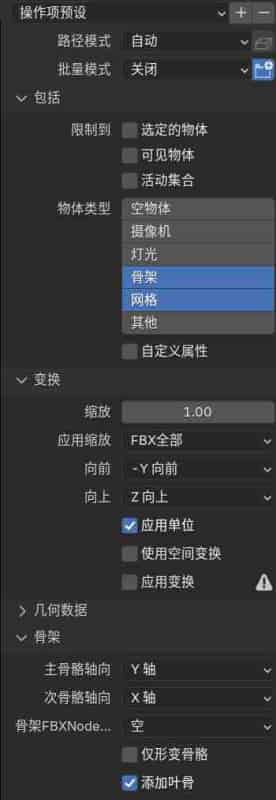 操作项预设
路径模式 自动
批量模式 关闭
包括
限制到 选定的物体
可见物体
活动集合
物体类型 空物体
摄像机
灯光
骨架
网格
其他
自定义属性
变换
缩放 1.00
应用缩放 FBX全部
向前 -Y 向前
向上 Z 向上
应用单位
使用空间变换
应用变换
几何数据
骨架
主骨骼轴向 Y 轴
次骨骼轴向 X 轴
骨架FBXNode... 空
仅形变骨骼
添加叶骨